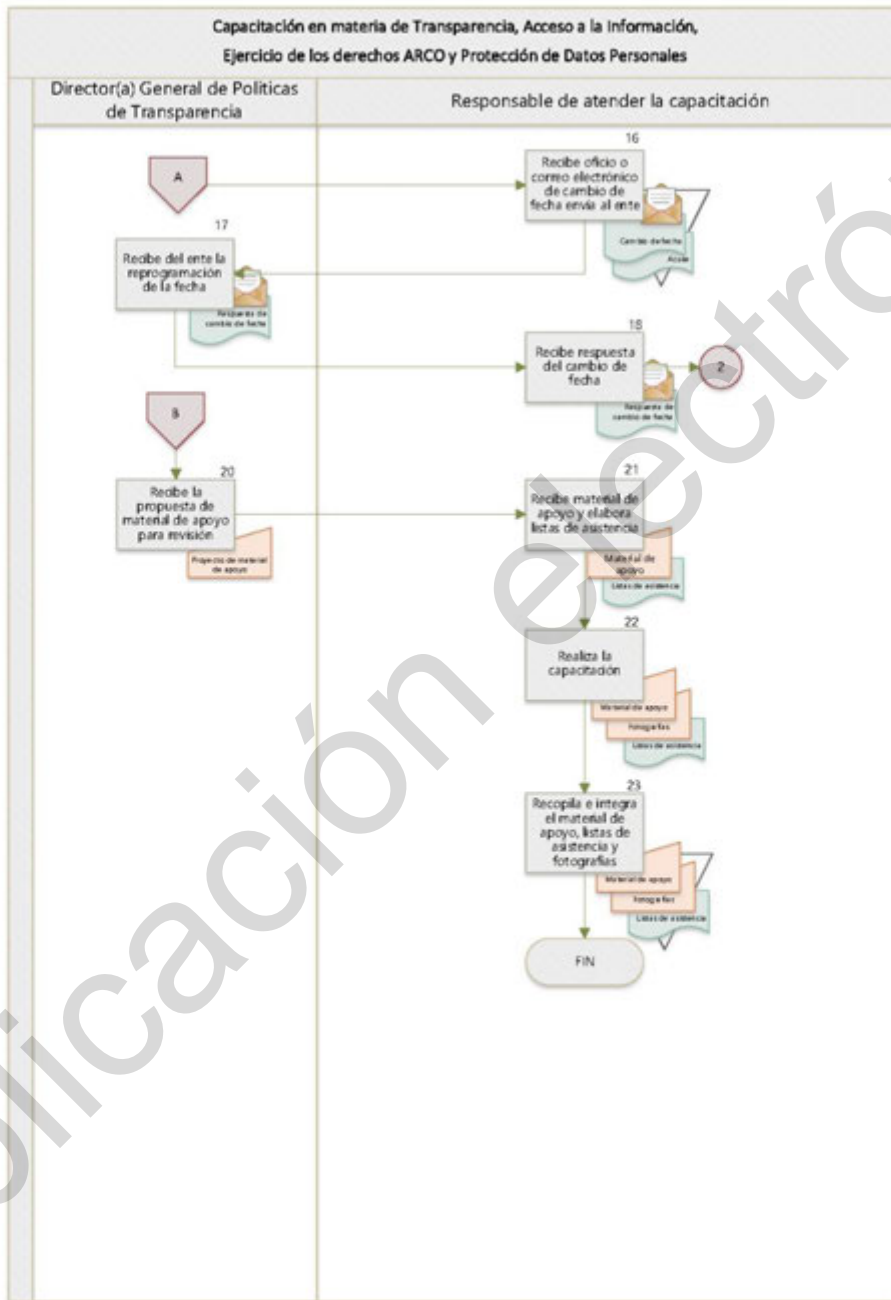 Capacitación en materia de Transparencia, Acceso a la Información,
Ejercicio de los derechos ARCO y Protección de Datos Personales
Director(a) General de Políticas
de Transparencia
Responsable de atender la capacitación
A
16
Recibe oficio o
correo electrónico
de cambio de
fecha envía al ente
Cambio de fecha
Acuse
17
Recibe del ente la
reprogramación
de la fecha
Respuesta de
cambio de fecha
18
Recibe respuesta
del cambio de
fecha
Respuesta de
cambio de fecha
2
B
20
Recibe la
propuesta de
material de apoyo
para revisión
Proyecto de material
de apoyo
21
Recibe material de
apoyo y elabora
listas de asistencia
Material de
apoyo
Listas de asistencia
22
Realiza la
capacitación
Material de apoyo
Fotografías
Listas de asistencia
23
Recopila e integra
el material de
apoyo, listas de
asistencia y
fotografías
Material de apoyo
Fotografías
Listas de asistencia
FIN
licación electró